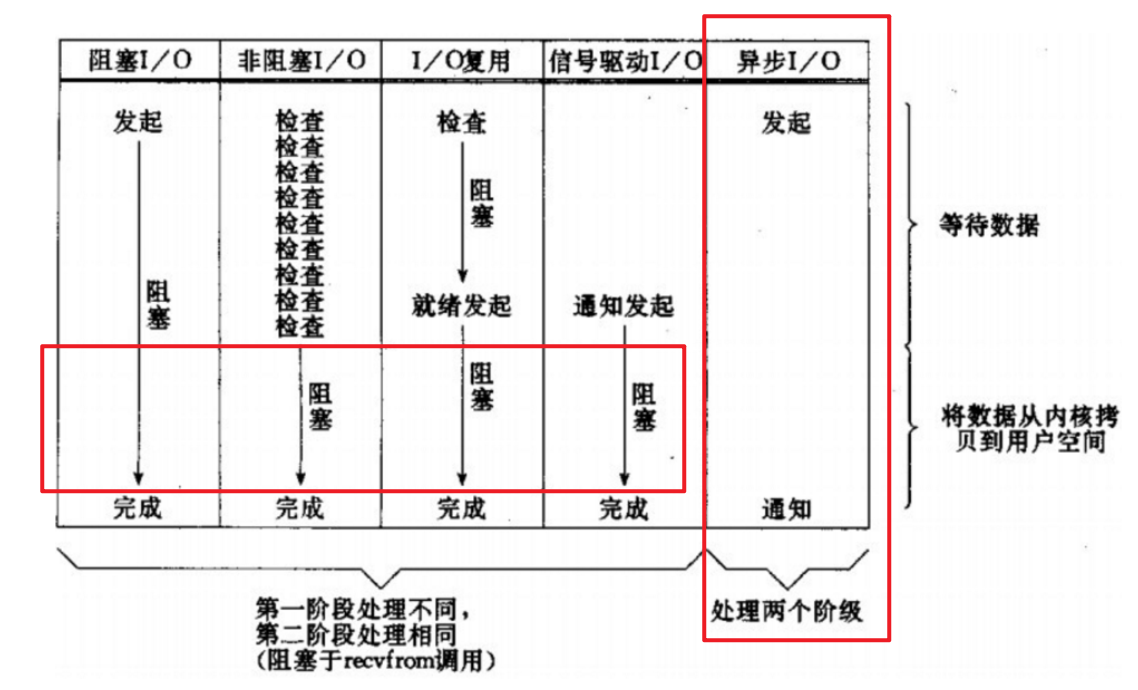 阻塞I/O 非阻塞I/O I/O复用 信号驱动I/O 异步I/O
发起 检查 检查 发起
检查
检查
检查
检查
检查
检查
检查
检查
阻塞
阻塞
就绪发起 通知发起
等待数据
阻塞
阻塞
阻塞
将数据从内核拷
贝到用户空间
完成 完成 完成 完成 通知
第一阶段处理不同，
第二阶段处理相同
(阻塞于recvfrom调用)
处理两个阶级